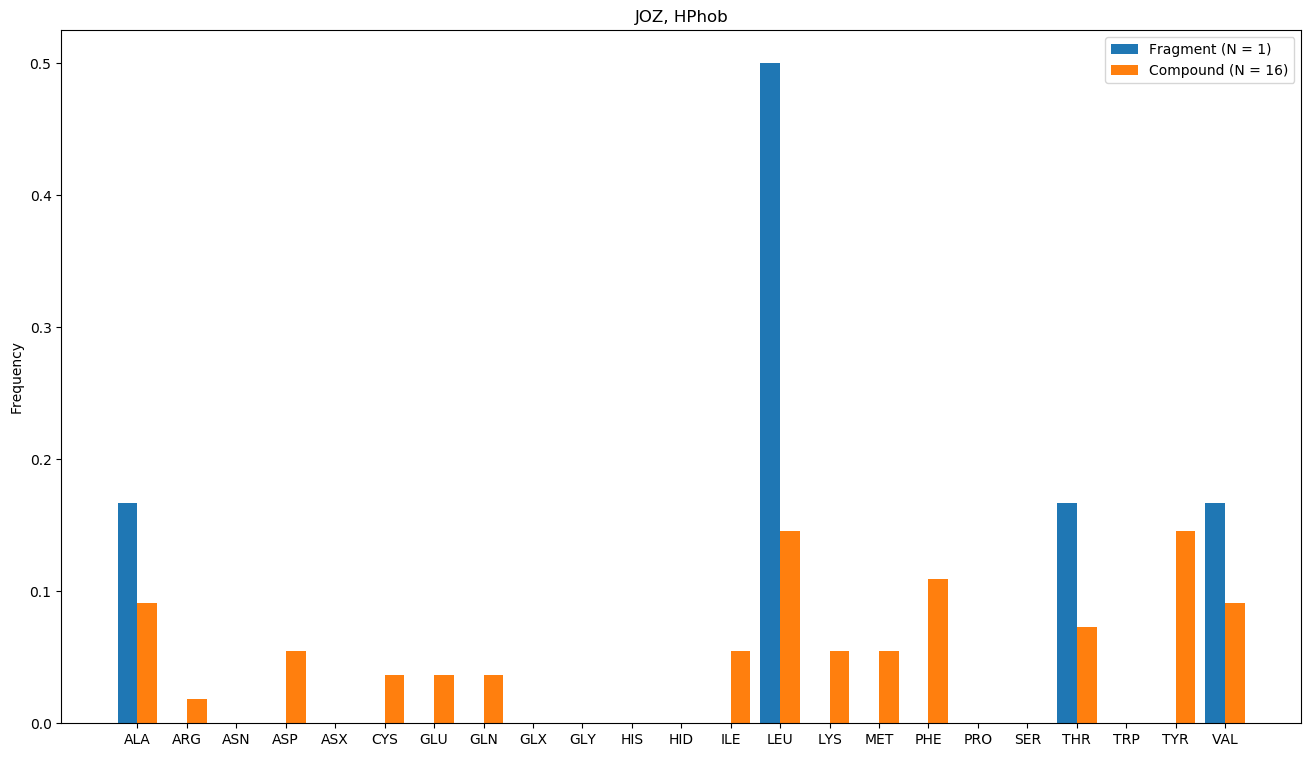 JOZ, HPhob
Fragment (N = 1)
Compound (N = 16)
Frequency
0.5
0.4
0.3
0.2
0.1
0.0
ALA ARG ASN ASP ASX CYS GLU GLN GLX GLY HIS HID ILE LEU LYS MET PHE PRO SER THR TRP TYR VAL